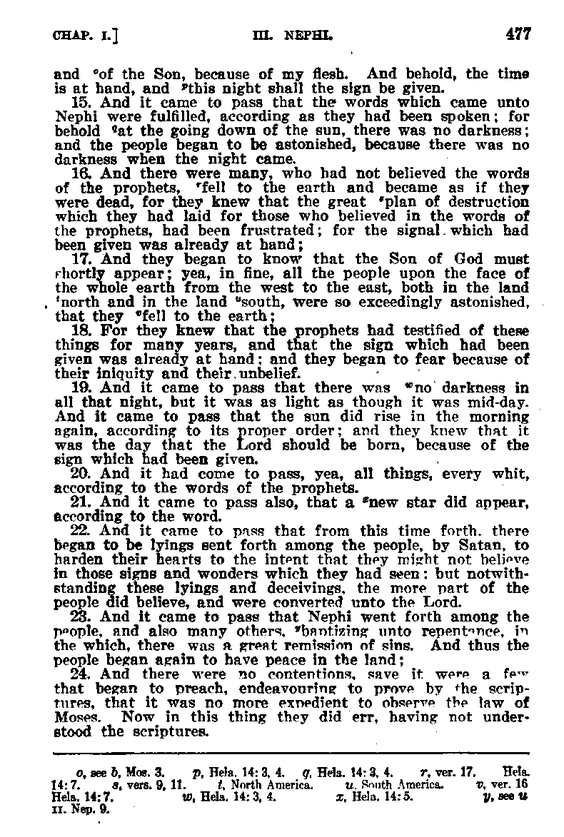 CHAP. I.] III. NEPHI. 477
and ᵒof the Son, because of my flesh. And behold, the time
is at hand, and ᵖthis night shall the sign be given.
15. And it came to pass that the words which came unto
Nephi were fulfilled, according as they had been spoken; for
behold ᑫat the going down of the sun, there was no darkness;
and the people began to be astonished, because there was no
darkness when the night came.
16. And there were many, who had not believed the words
of the prophets, ʳfell to the earth and became as if they
were dead, for they knew that the great ˢplan of destruction
which they had laid for those who believed in the words of
the prophets, had been frustrated; for the signal which had
been given was already at hand;
17. And they began to know that the Son of God must
shortly appear; yea, in fine, all the people upon the face of
the whole earth from the west to the east, both in the land
ᵗnorth and in the land ᵘsouth, were so exceedingly astonished,
that they ᵛfell to the earth;
18. For they knew that the prophets had testified of these
things for many years, and that the sign which had been
given was already at hand; and they began to fear because of
their iniquity and their unbelief.
19. And it came to pass that there was ʷno darkness in
all that night, but it was as light as though it was mid-day.
And it came to pass that the sun did rise in the morning
again, according to its proper order; and they knew that it
was the day that the Lord should be born, because of the
sign which had been given.
20. And it had come to pass, yea, all things, every whit,
according to the words of the prophets.
21. And it came to pass also, that a ˣnew star did appear,
according to the word.
22. And it came to pass that from this time forth, there
began to be lyings sent forth among the people, by Satan, to
harden their hearts to the intent that they might not believe
in those signs and wonders which they had seen: but notwith-
standing these lyings and deceivings, the more part of the
people did believe, and were converted unto the Lord.
23. And it came to pass that Nephi went forth among the
people, and also many others, ʸbaptizing unto repentance, in
the which, there was a great remission of sins. And thus the
people began again to have peace in the land;
24. And there were no contentions, save it were a few
that began to preach, endeavouring to prove by the scrip-
tures, that it was no more expedient to observe the law of
Moses. Now in this thing they did err, having not under-
stood the scriptures.
o, see b, Mos. 3. p, Hela. 14: 3, 4. q, Hela. 14: 3, 4. r, ver. 17. Hela.
14: 7. s, vers. 9, 11. t, North America. u, South America. v, ver. 16
Hela. 14: 7. w, Hela. 14: 3, 4. x, Hela. 14: 5. y, see u
II. Nep. 9.